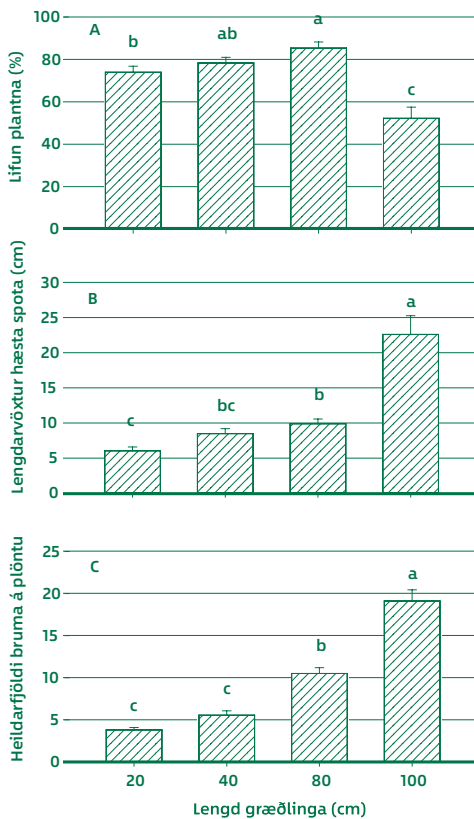 Lifun plantna (%)
100
80
60
40
20
0
A
b
ab
a
c
Lengdarvöxtur hæsta spota (cm)
30
25
20
15
10
5
0
B
c
bc
b
a
Heildarfjöldi bruma á plöntu
25
20
15
10
5
0
C
c
c
b
a
20 40 80 100
Lengd græðlinga (cm)